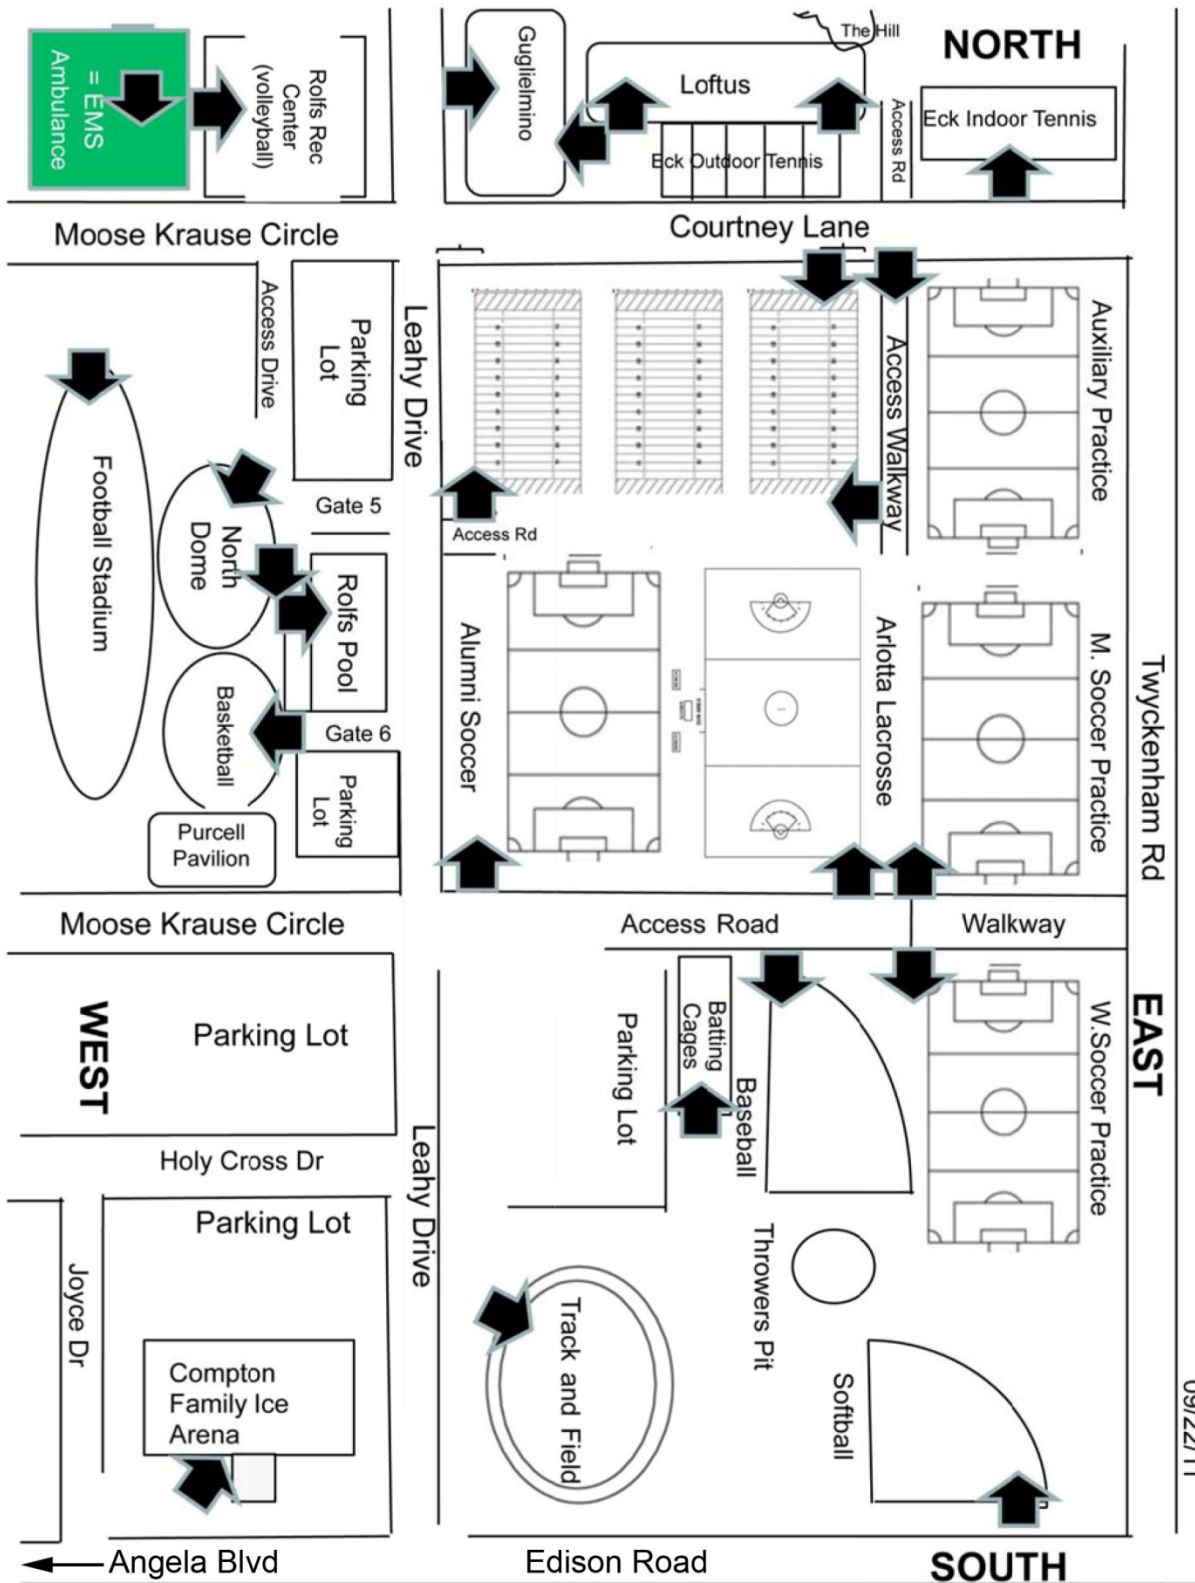 NORTH
The Hill
Guglielmino
Loftus
Access Rd
Eck Indoor Tennis
Eck Outdoor Tennis
= EMS
Ambulance
Rolfs Rec
Center
(volleyball)
Moose Krause Circle
Courtney Lane
Access Drive
Parking
Lot
Leahy Drive
Access Walkway
Auxiliary Practice
Football Stadium
North
Dome
Gate 5
Access Rd
Rolfs Pool
Basketball
Gate 6
Parking
Lot
Purcell
Pavilion
Alumni Soccer
Arlotta Lacrosse
M. Soccer Practice
Twyckenham Rd
Moose Krause Circle
Access Road
Walkway
WEST
Parking Lot
Parking Lot
Batting
Cages
Baseball
W.Soccer Practice
EAST
Holy Cross Dr
Leahy Drive
Parking Lot
Joyce Dr
Compton
Family Ice
Arena
Track and Field
Throwers Pit
Softball
09/22/11
Angela Blvd
Edison Road
SOUTH